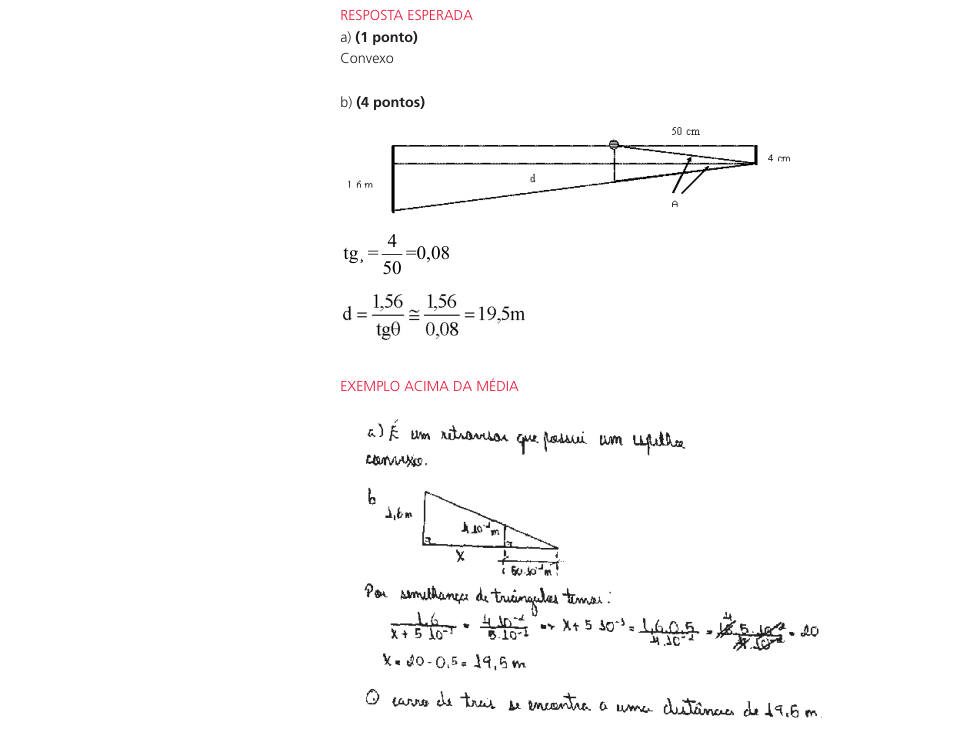 RESPOSTA ESPERADA
a) (1 ponto)
Convexo
b) (4 pontos)
50 cm
4 cm
1 6 m
d
θ
tg, = 4/50 =0,08
d = 1,56/tgθ ≅ 1,56/0,08 = 19,5m
EXEMPLO ACIMA DA MÉDIA
a) É um retrovisor que possui um espelho
convexo.
b
1,6 m
4 10⁻² m
x
50.10⁻² m
Por semelhança de triângulos temos:
1,6/x + 5 10⁻¹ = 4 10⁻²/5.10⁻¹ => x + 5 10⁻¹ = 1,6.0,5/4.10⁻² = = 20
x = 20 - 0,5 = 19,5 m
O carro de trás se encontra a uma distância de 19,5 m.